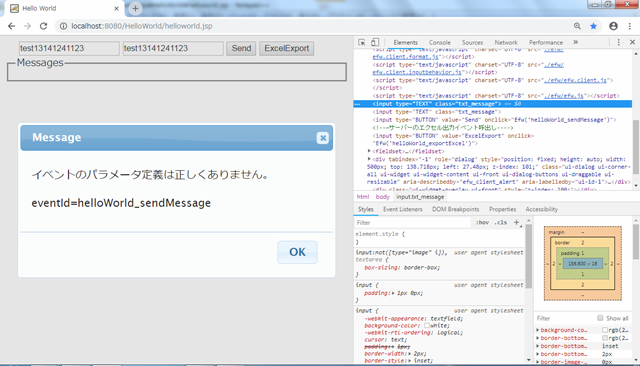 Hello World
localhost:8080/HelloWorld/helloworld.jsp
test13141241123 test13141241123 Send ExcelExport
Messages
Message
イベントのパラメータ定義は正しくありません。
eventId=helloWorld_sendMessage
OK
Elements Console Sources Network Performance
efw.format.js"></script>
<script type="text/javascript" charset="UTF-8" src="./efw/
efw.client.inputbehavior.js"></script>
<script type="text/javascript" charset="UTF-8" src="./efw/efw.client.js">
</script>
<script type="text/javascript" charset="UTF-8" src="./efw/efw.js"></script>
<input type="TEXT" class="txt_message"> == $0
<input type="TEXT" class="txt_message">
<input type="BUTTON" value="Send" onclick="Efw('helloWorld_sendMessage')">
<!--サーバーのエクセル出力イベント呼出し---->
<input type="BUTTON" value="ExcelExport" onclick=
"Efw('helloWorld_exportExcel')">
<fieldset>…</fieldset>
<div tabindex="-1" role="dialog" style="position: fixed; height: auto; width:
500px; top: 138.718px; left: 27.48px; z-index: 101;" class="ui-dialog ui-corner-
all ui-widget ui-widget-content ui-front ui-dialog-buttons ui-draggable ui-
resizable" aria-describedby="efw_client_alert" aria-labelledby="ui-id-1">…</div>
html body input.txt_message
Styles Event Listeners DOM Breakpoints Properties
Filter :hov .cls +
element.style {
}
input:not([type="image" i]), user agent stylesheet
textarea {
box-sizing: border-box;
}
input { user agent stylesheet
padding: 1px 0px;
}
input { user agent stylesheet
-webkit-appearance: textfield;
background-color: white;
-webkit-rtl-ordering: logical;
cursor: text;
padding: 1px;
border-width: 2px;
border-style: inset;
margin –
border 2
padding 1
– 2 – 158.600 × 16 – 2 –
1
2
–
Filter Show all
background-co… rgb(2…
border-bottom… rgb(2…
border-bottom… inset
border-bottom… 2px
border-image-… 0px